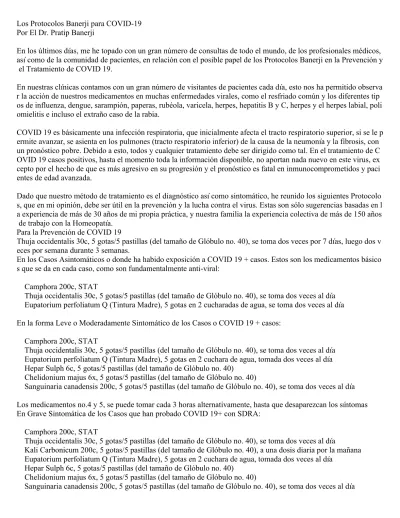 Los Protocolos Banerji para COVID-19
Por El Dr. Pratip Banerji
En los últimos días, me he topado con un gran número de consultas de todo el mundo, de los profesionales médicos,
así como de la comunidad de pacientes, en relación con el posible papel de los Protocolos Banerji en la Prevención y
el Tratamiento de COVID 19.
En nuestras clínicas contamos con un gran número de visitantes de pacientes cada día, esto nos ha permitido observa
r la acción de nuestros medicamentos en muchas enfermedades virales, como el resfriado común y los diferentes tip
os de influenza, dengue, sarampión, paperas, rubéola, varicela, herpes, hepatitis B y C, herpes y el herpes labial, poli
omielitis e incluso el extraño caso de la rabia.
COVID 19 es básicamente una infección respiratoria, que inicialmente afecta el tracto respiratorio superior, si se le p
ermite avanzar, se asienta en los pulmones (tracto respiratorio inferior) de la causa de la neumonía y la fibrosis, con
un pronóstico pobre. Debido a esto, todos y cualquier tratamiento debe ser dirigido como tal. En el tratamiento de C
OVID 19 casos positivos, hasta el momento toda la información disponible, no aportan nada nuevo en este virus, ex
cepto por el hecho de que es más agresivo en su progresión y el pronóstico es fatal en inmunocomprometidos y paci
entes de edad avanzada.
Dado que nuestro método de tratamiento es el diagnóstico así como sintomático, he reunido los siguientes Protocolo
s, que en mi opinión, debe ser útil en la prevención y la lucha contra el virus. Estas son sólo sugerencias basadas en l
a experiencia de más de 30 años de mi propia práctica, y nuestra familia la experiencia colectiva de más de 150 años
de trabajo con la Homeopatía.
Para la Prevención de COVID 19
Thuja occidentalis 30c, 5 gotas/5 pastillas (del tamaño de Glóbulo no. 40), se toma dos veces por 7 días, luego dos v
eces por semana durante 3 semanas.
En los Casos Asintomáticos o donde ha habido exposición a COVID 19 + casos. Estos son los medicamentos básico
s que se da en cada caso, como son fundamentalmente anti-viral:
Camphora 200c, STAT
Thuja occidentalis 30c, 5 gotas/5 pastillas (del tamaño de Glóbulo no. 40), se toma dos veces al día
Eupatorium perfoliatum Q (Tintura Madre), 5 gotas en 2 cucharadas de agua, se toma dos veces al día
En la forma Leve o Moderadamente Sintomático de los Casos o COVID 19 + casos:
Camphora 200c, STAT
Thuja occidentalis 30c, 5 gotas/5 pastillas (del tamaño de Glóbulo no. 40), se toma dos veces al día
Eupatorium perfoliatum Q (Tintura Madre), 5 gotas en 2 cuchara de agua, tomada dos veces al día
Hepar Sulph 6c, 5 gotas/5 pastillas (del tamaño de Glóbulo no. 40)
Chelidonium majus 6x, 5 gotas/5 pastillas (del tamaño de Glóbulo no. 40)
Sanguinaria canadensis 200c, 5 gotas/5 pastillas (del tamaño de Glóbulo no. 40), se toma dos veces al día
Los medicamentos no.4 y 5, se puede tomar cada 3 horas alternativamente, hasta que desaparezcan los síntomas
En Grave Sintomática de los Casos que han probado COVID 19+ con SDRA:
Camphora 200c, STAT
Thuja occidentalis 30c, 5 gotas/5 pastillas (del tamaño de Glóbulo no. 40), se toma dos veces al día
Kali Carbonicum 200c, 5 gotas/5 pastillas (del tamaño de Glóbulo no. 40), a una dosis diaria por la mañana
Eupatorium perfoliatum Q (Tintura Madre), 5 gotas en 2 cuchara de agua, tomada dos veces al día
Hepar Sulph 6c, 5 gotas/5 pastillas (del tamaño de Glóbulo no. 40)
Chelidonium majus 6x, 5 gotas/5 pastillas (del tamaño de Glóbulo no. 40)
Sanguinaria canadensis 200c, 5 gotas/5 pastillas (del tamaño de Glóbulo no. 40), se toma dos veces al día